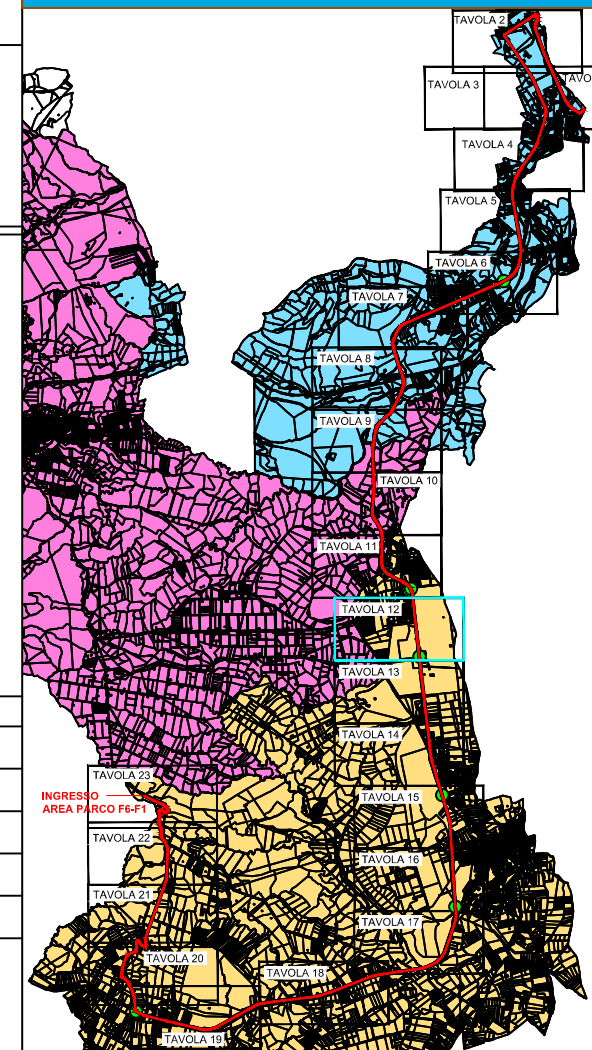 TAVOLA 2
TAVO
TAVOLA 3
TAVOLA 4
TAVOLA 5
TAVOLA 6
TAVOLA 7
TAVOLA 8
TAVOLA 9
TAVOLA 10
TAVOLA 11
TAVOLA 12
TAVOLA 13
TAVOLA 14
TAVOLA 23
INGRESSO
AREA PARCO F6-F1
TAVOLA 15
TAVOLA 22
TAVOLA 16
TAVOLA 21
TAVOLA 17
TAVOLA 20
TAVOLA 18
TAVOLA 19